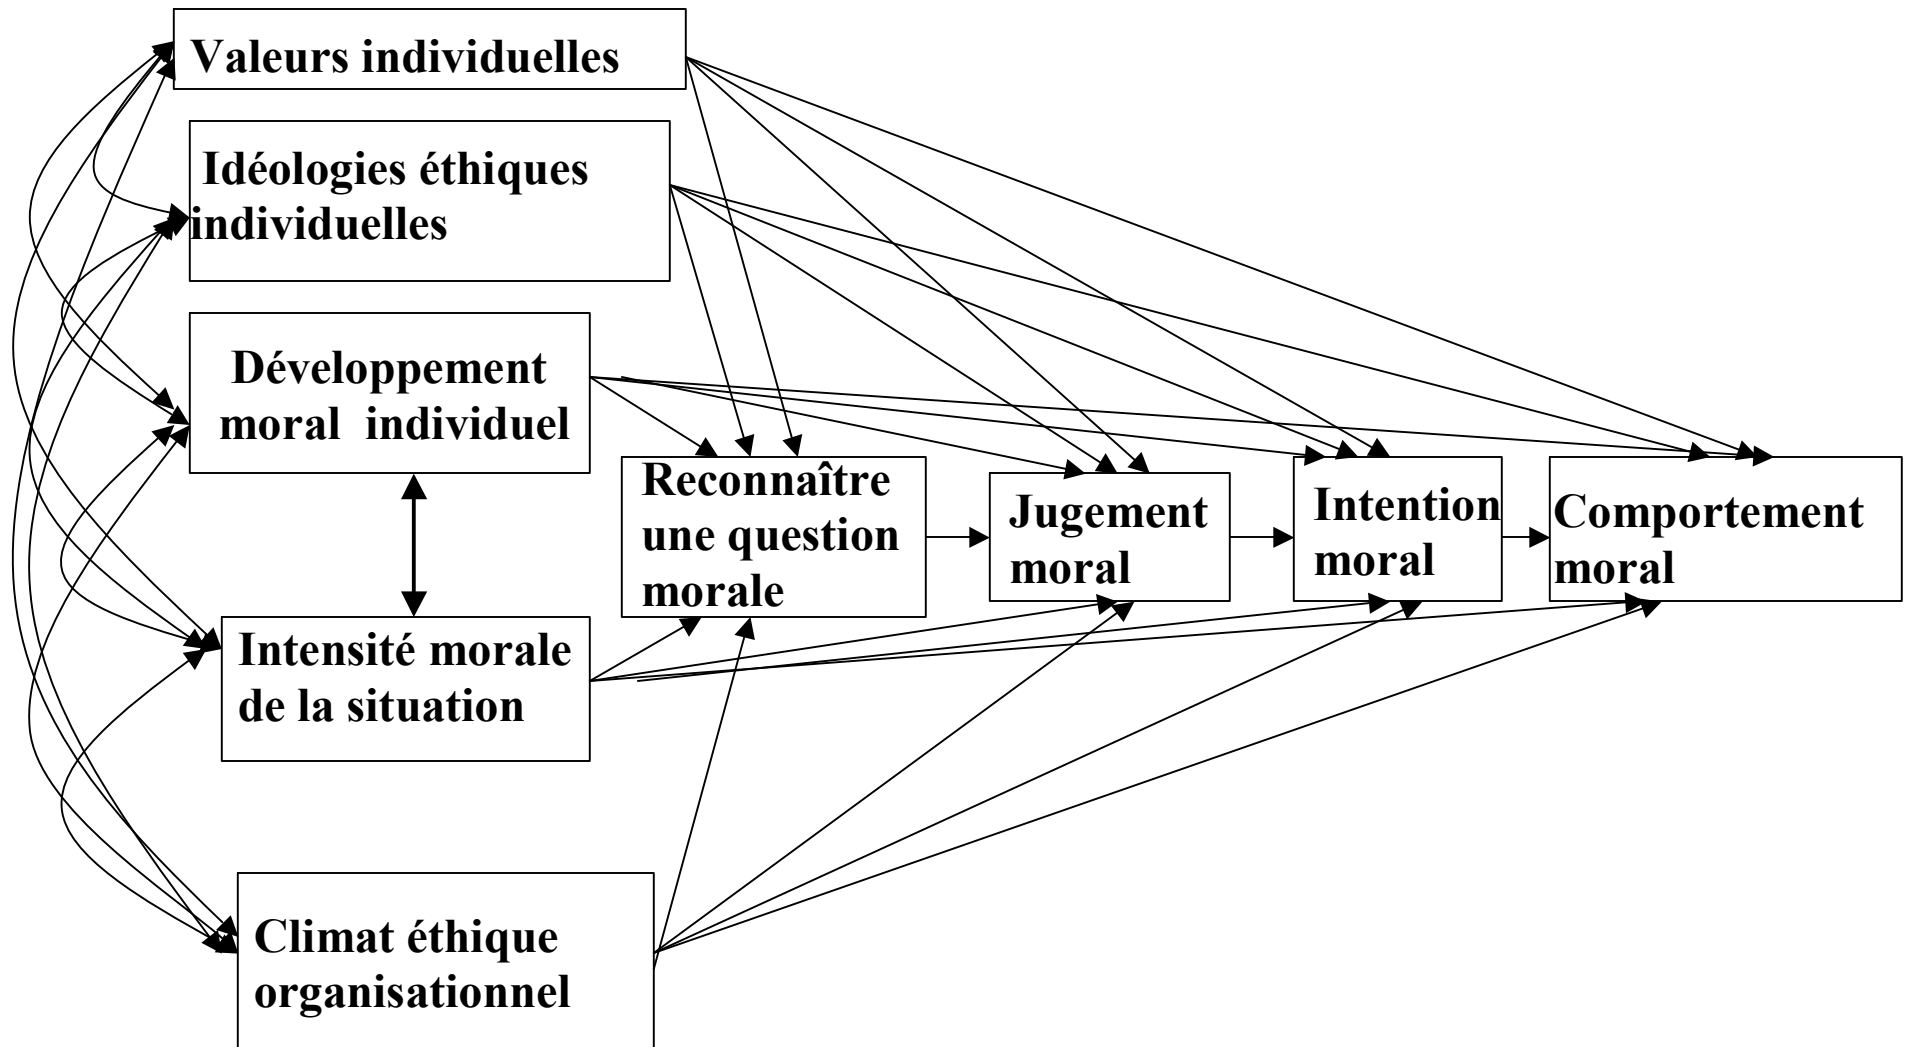 Valeurs individuelles
Idéologies éthiques
individuelles
Développement
moral individuel
Reconnaître
une question
morale
Jugement
moral
Intention
moral
Comportement
moral
Intensité morale
de la situation
Climat éthique
organisationnel